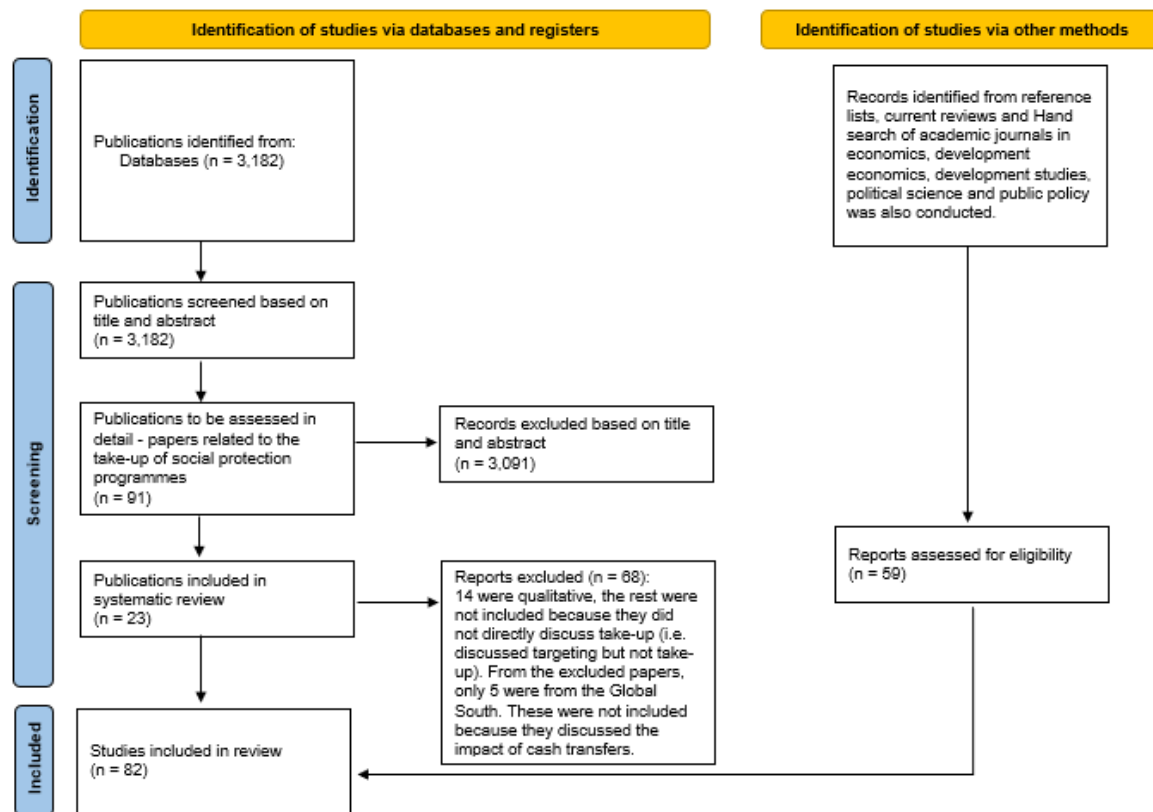 Identification of studies via databases and registers
Identification of studies via other methods
Identification
Publications identified from:
Databases (n = 3,182)
Records identified from reference
lists, current reviews and Hand
search of academic journals in
economics, development
economics, development studies,
political science and public policy
was also conducted.
Screening
Publications screened based on
title and abstract
(n = 3,182)
Publications to be assessed in
detail - papers related to the
take-up of social protection
programmes
(n = 91)
Records excluded based on title
and abstract
(n = 3,091)
Publications included in
systematic review
(n = 23)
Reports excluded (n = 68):
14 were qualitative, the rest were
not included because they did
not directly discuss take-up (i.e.
discussed targeting but not take-
up). From the excluded papers,
only 5 were from the Global
South. These were not included
because they discussed the
impact of cash transfers.
Reports assessed for eligibility
(n = 59)
Included
Studies included in review
(n = 82)